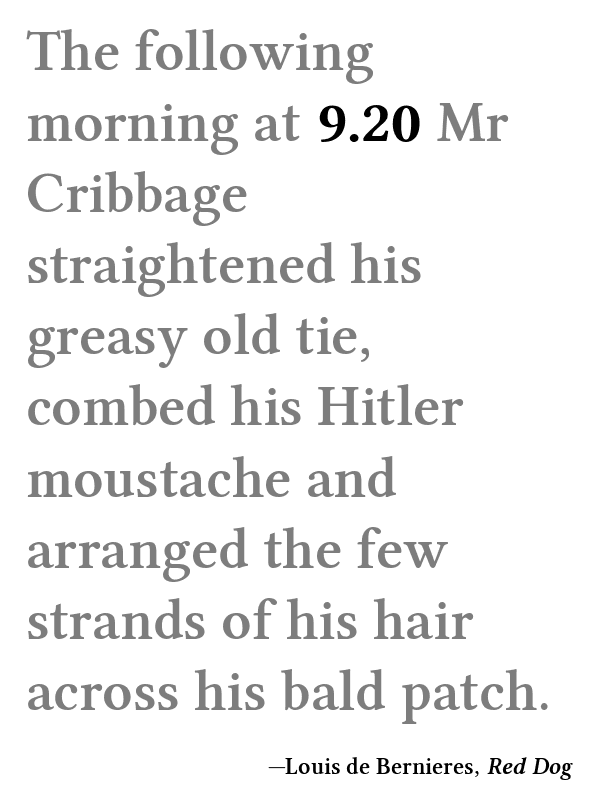 The following
morning at 9.20 Mr
Cribbage
straightened his
greasy old tie,
combed his Hitler
moustache and
arranged the few
strands of his hair
across his bald patch.
—Louis de Bernieres, Red Dog